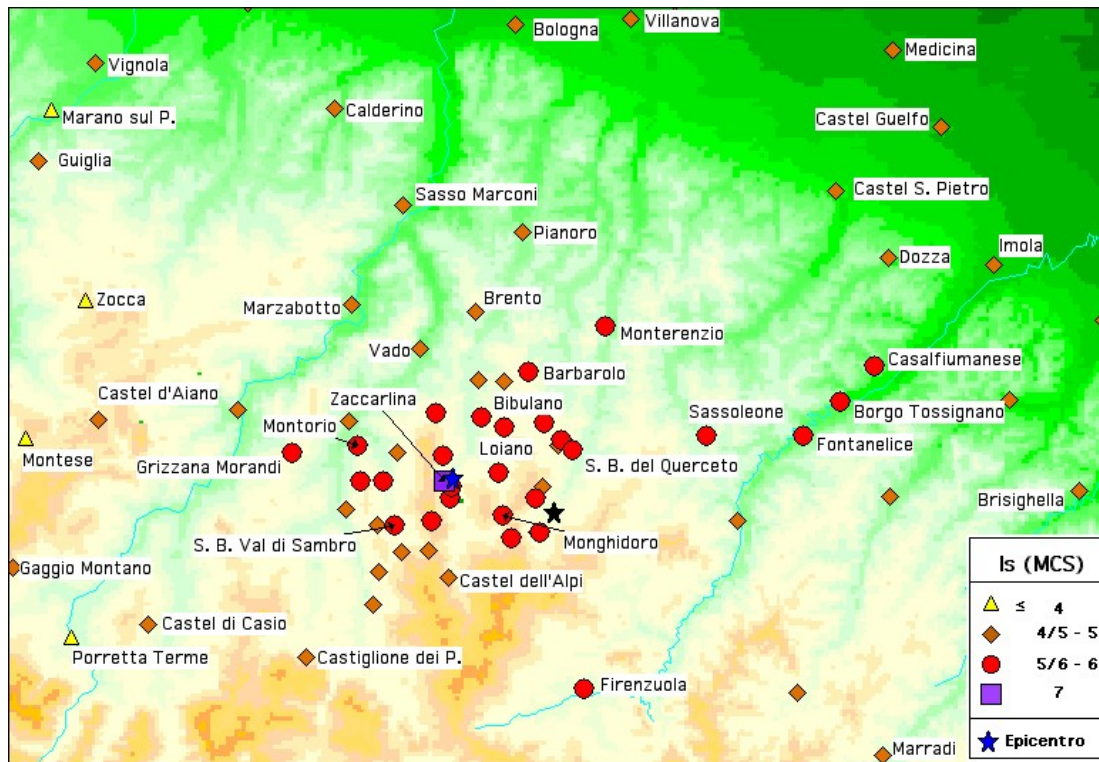 Villanova
Bologna
Medicina
Vignola
Marano sul P.
Calderino
Castel Guelfo
Guiglia
Sasso Marconi
Castel S. Pietro
Pianoro
Imola
Dozza
Zocca
Marzabotto
Brento
Monterenzio
Vado
Casalfiumanese
Barbarolo
Castel d'Aiano
Zaccarlina
Bibulano
Sassoleone
Borgo Tossignano
Montorio
Montese
Loiano
Fontanelice
Grizzana Morandi
S. B. del Querceto
Brisighella
S. B. Val di Sambro
Monghidoro
Gaggio Montano
Castel dell'Alpi
Castel di Casio
Porretta Terme
Castiglione dei P.
Firenzuola
Marradi
Is (MCS)
≤ 4
4/5 - 5
5/6 - 6
7
Epicentro